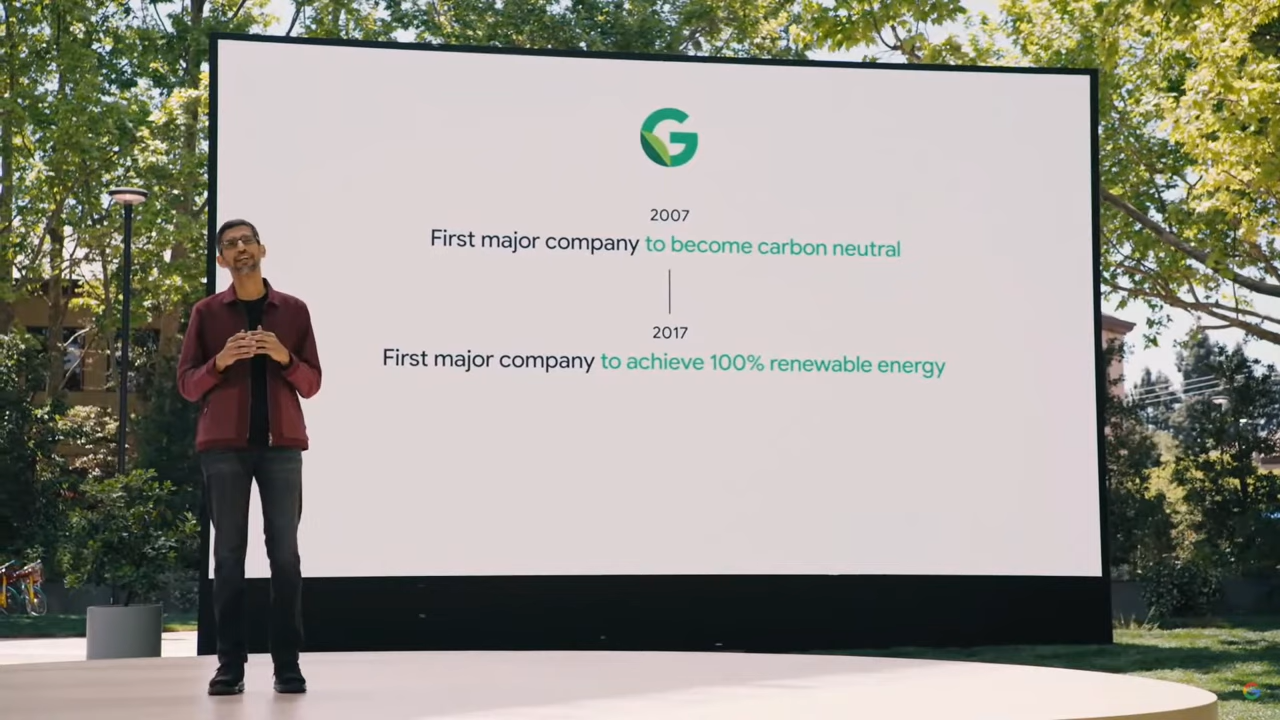 G
2007
First major company to become carbon neutral
2017
First major company to achieve 100% renewable energy